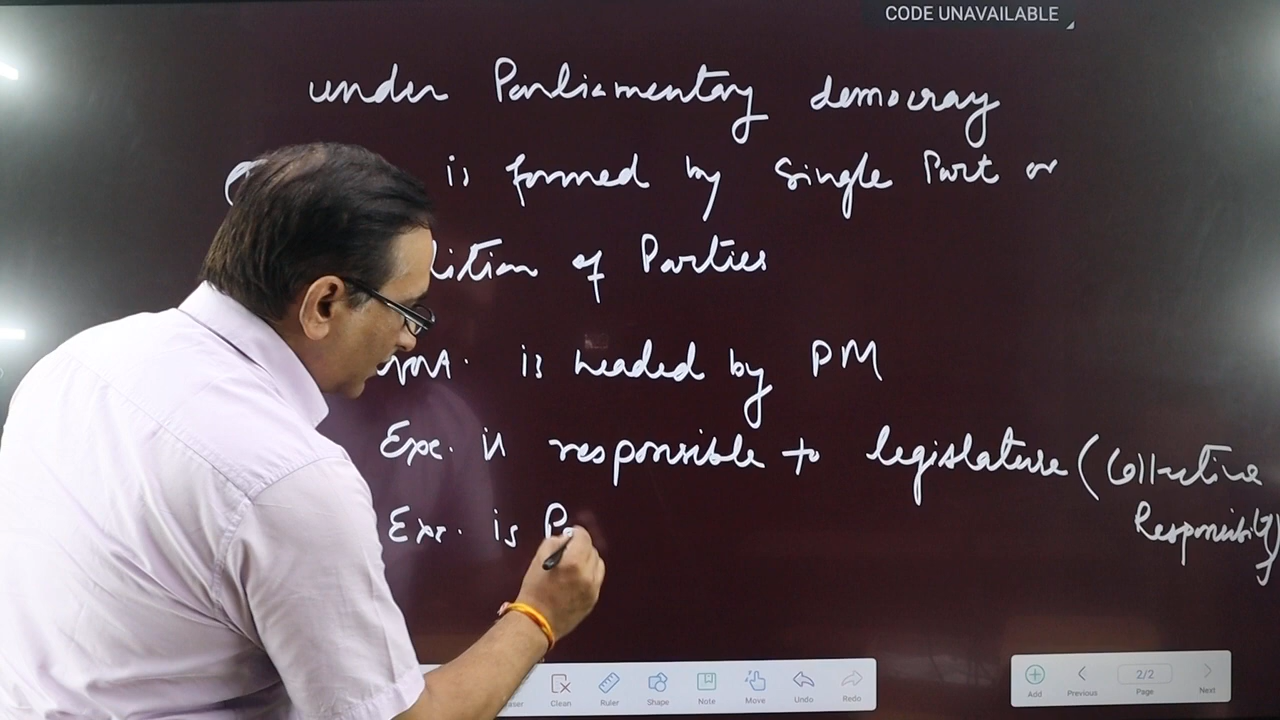 CODE UNAVAILABLE
under Parliamentary democray
is formed by Single Part or
lition of Parties
is headed by PM
Exe. is responsible to legislature (Collective
Responsibility
Exe. is
Clean Ruler Shape Note Move Undo Redo
Add Previous 2/2 Page Next